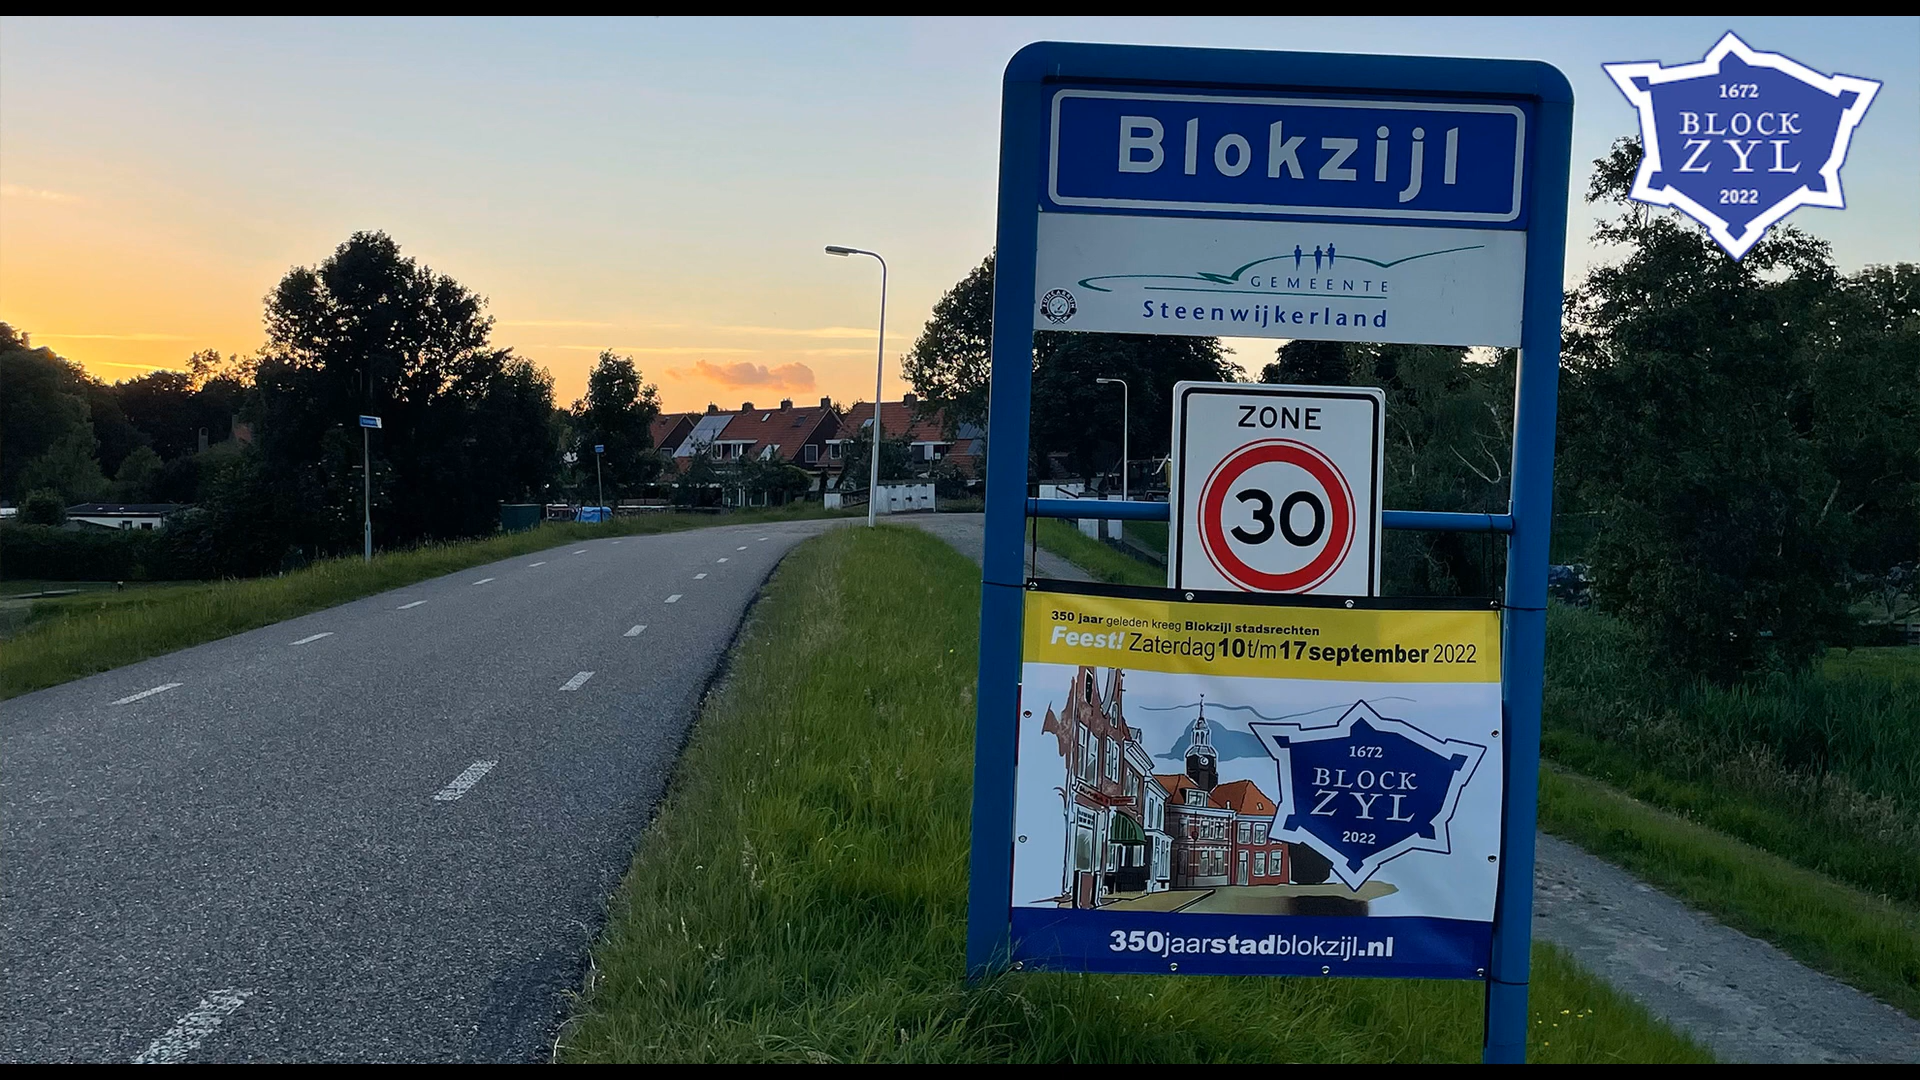 Blokzijl
GEMEENTE
Steenwijkerland
ZONE
30
350 jaar geleden kreeg Blokzijl stadsrechten
Feest! Zaterdag 10 t/m 17 september 2022
1672
BLOCK
ZYL
2022
350jaarstadblokzijl.nl
1672
BLOCK
ZYL
2022